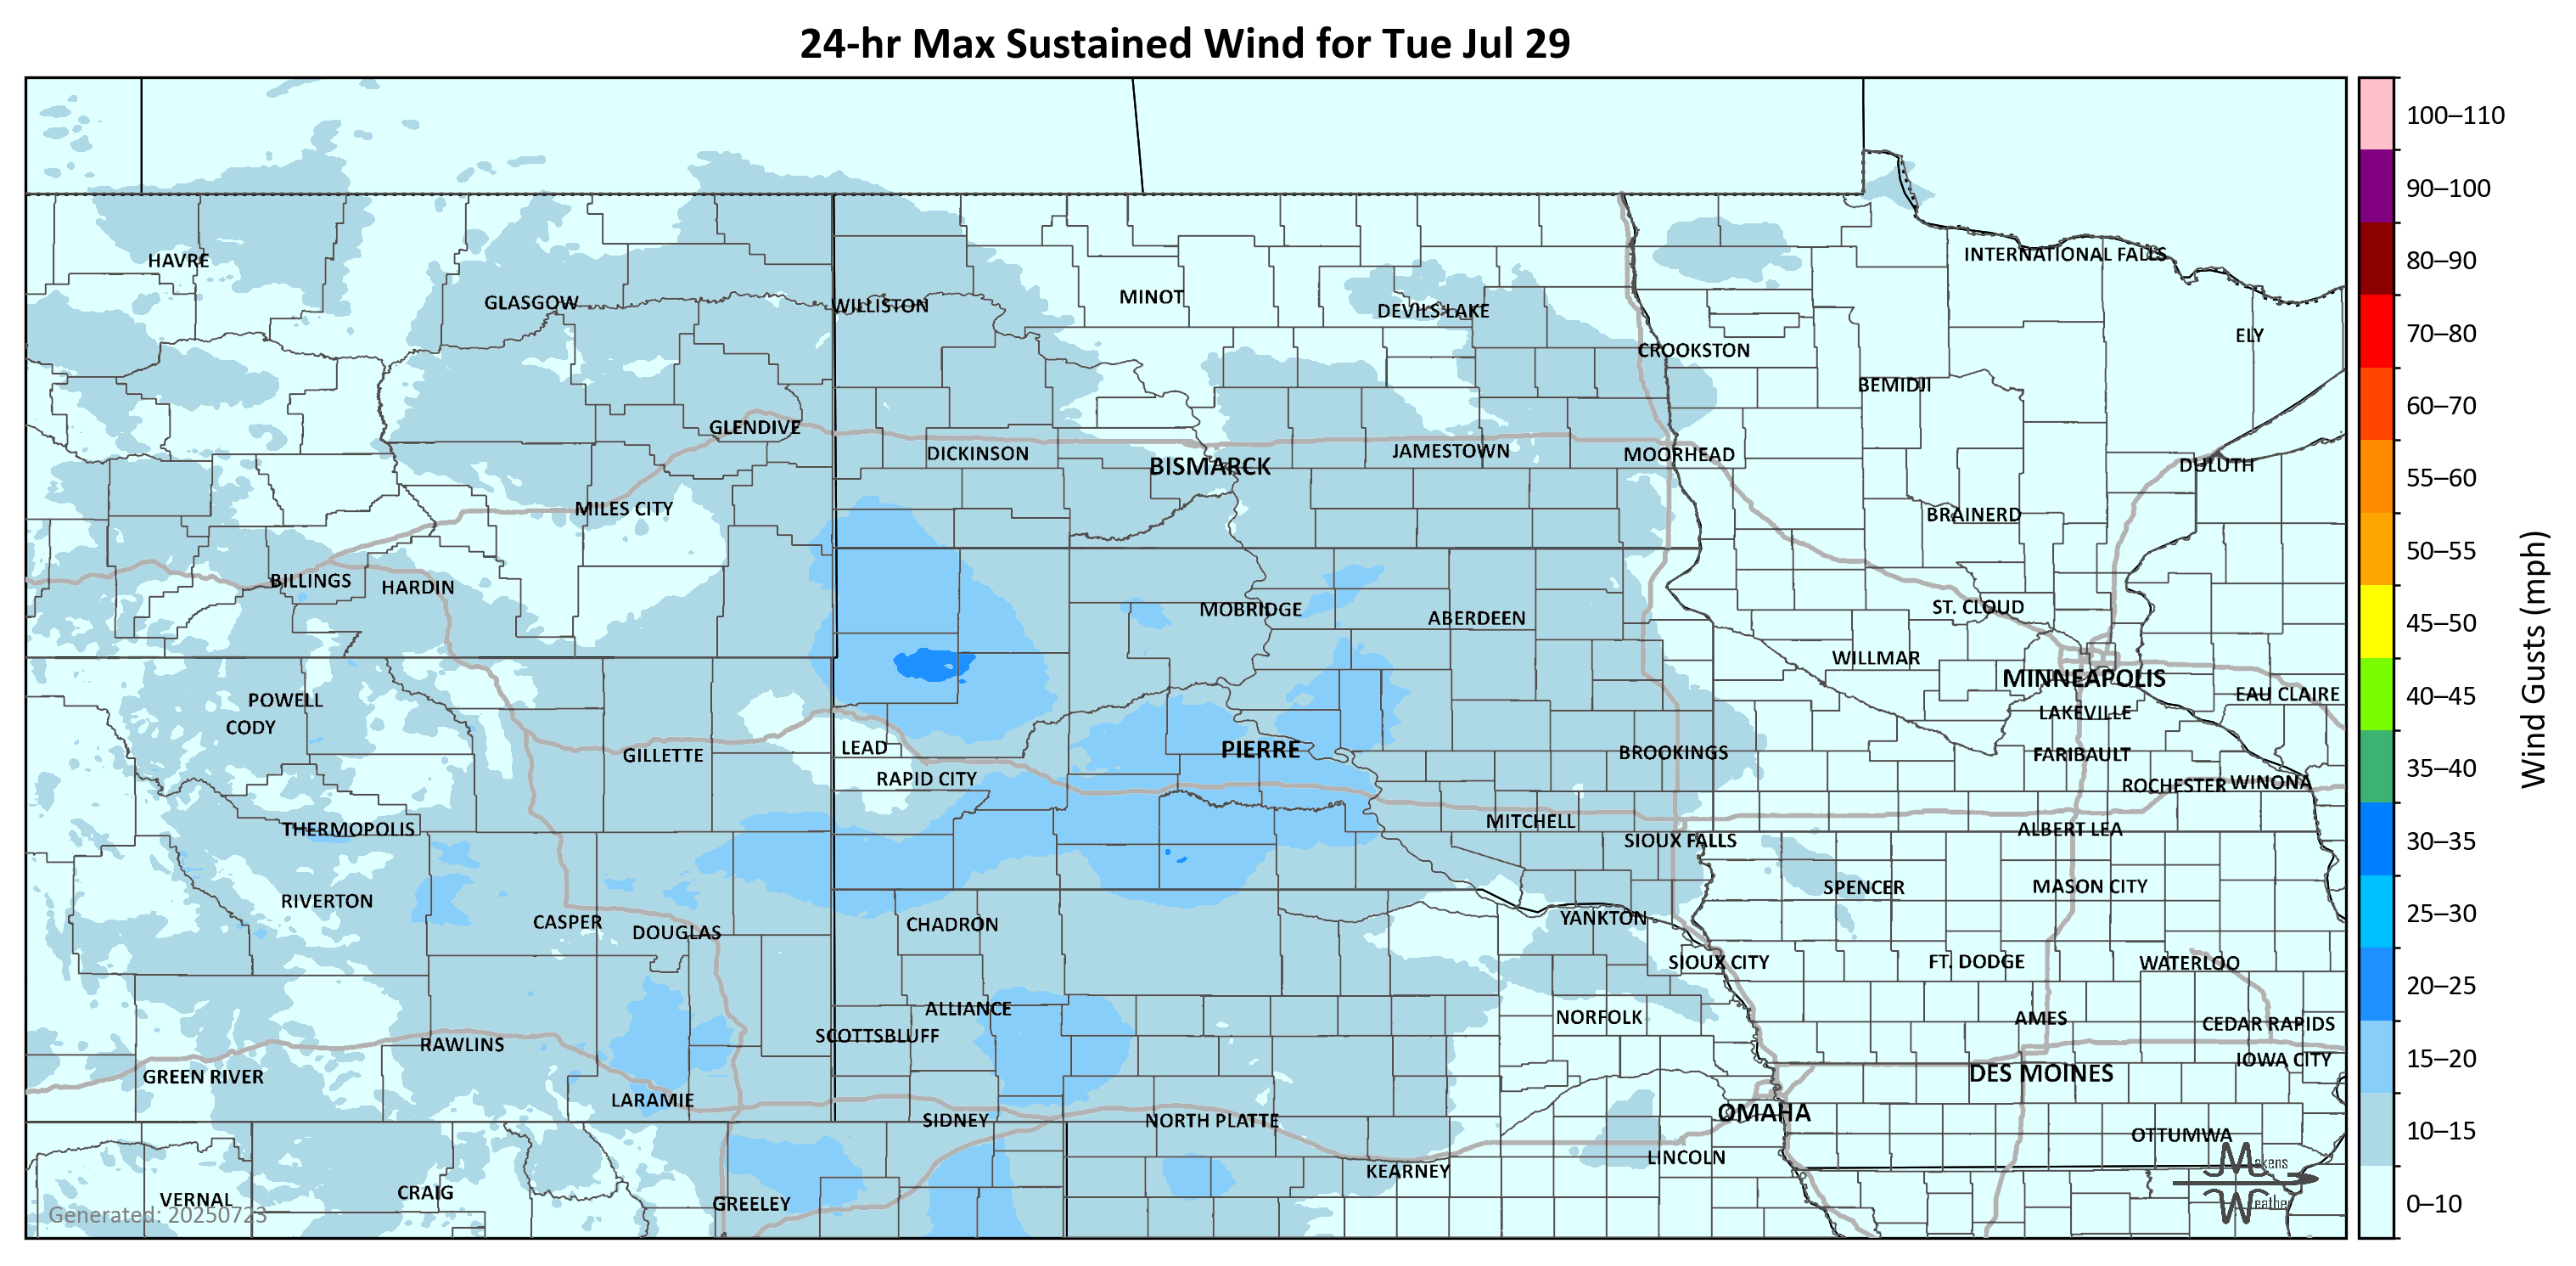 24-hr Max Sustained Wind for Tue Jul 29
100–110
90–100
80–90
70–80
60–70
55–60
50–55
45–50
40–45
35–40
30–35
25–30
20–25
15–20
10–15
0–10
Wind Gusts (mph)
INTERNATIONAL FALLS
HAVRE
GLASGOW
WILLISTON
MINOT
DEVILS LAKE
ELY
CROOKSTON
BEMIDJI
GLENDIVE
DICKINSON
BISMARCK
JAMESTOWN
MOORHEAD
DULUTH
MILES CITY
BRAINERD
BILLINGS
HARDIN
MOBRIDGE
ABERDEEN
ST. CLOUD
WILLMAR
MINNEAPOLIS
EAU CLAIRE
POWELL
CODY
LAKEVILLE
GILLETTE
LEAD
PIERRE
BROOKINGS
FARIBAULT
RAPID CITY
ROCHESTER
WINONA
THERMOPOLIS
MITCHELL
SIOUX FALLS
ALBERT LEA
RIVERTON
SPENCER
MASON CITY
CASPER
DOUGLAS
CHADRON
YANKTON
SIOUX CITY
FT. DODGE
WATERLOO
ALLIANCE
SCOTTSBLUFF
NORFOLK
AMES
CEDAR RAPIDS
RAWLINS
IOWA CITY
GREEN RIVER
DES MOINES
LARAMIE
SIDNEY
NORTH PLATTE
OMAHA
OTTUMWA
LINCOLN
KEARNEY
VERNAL
CRAIG
GREELEY
Makens
Weather
Generated: 20250723